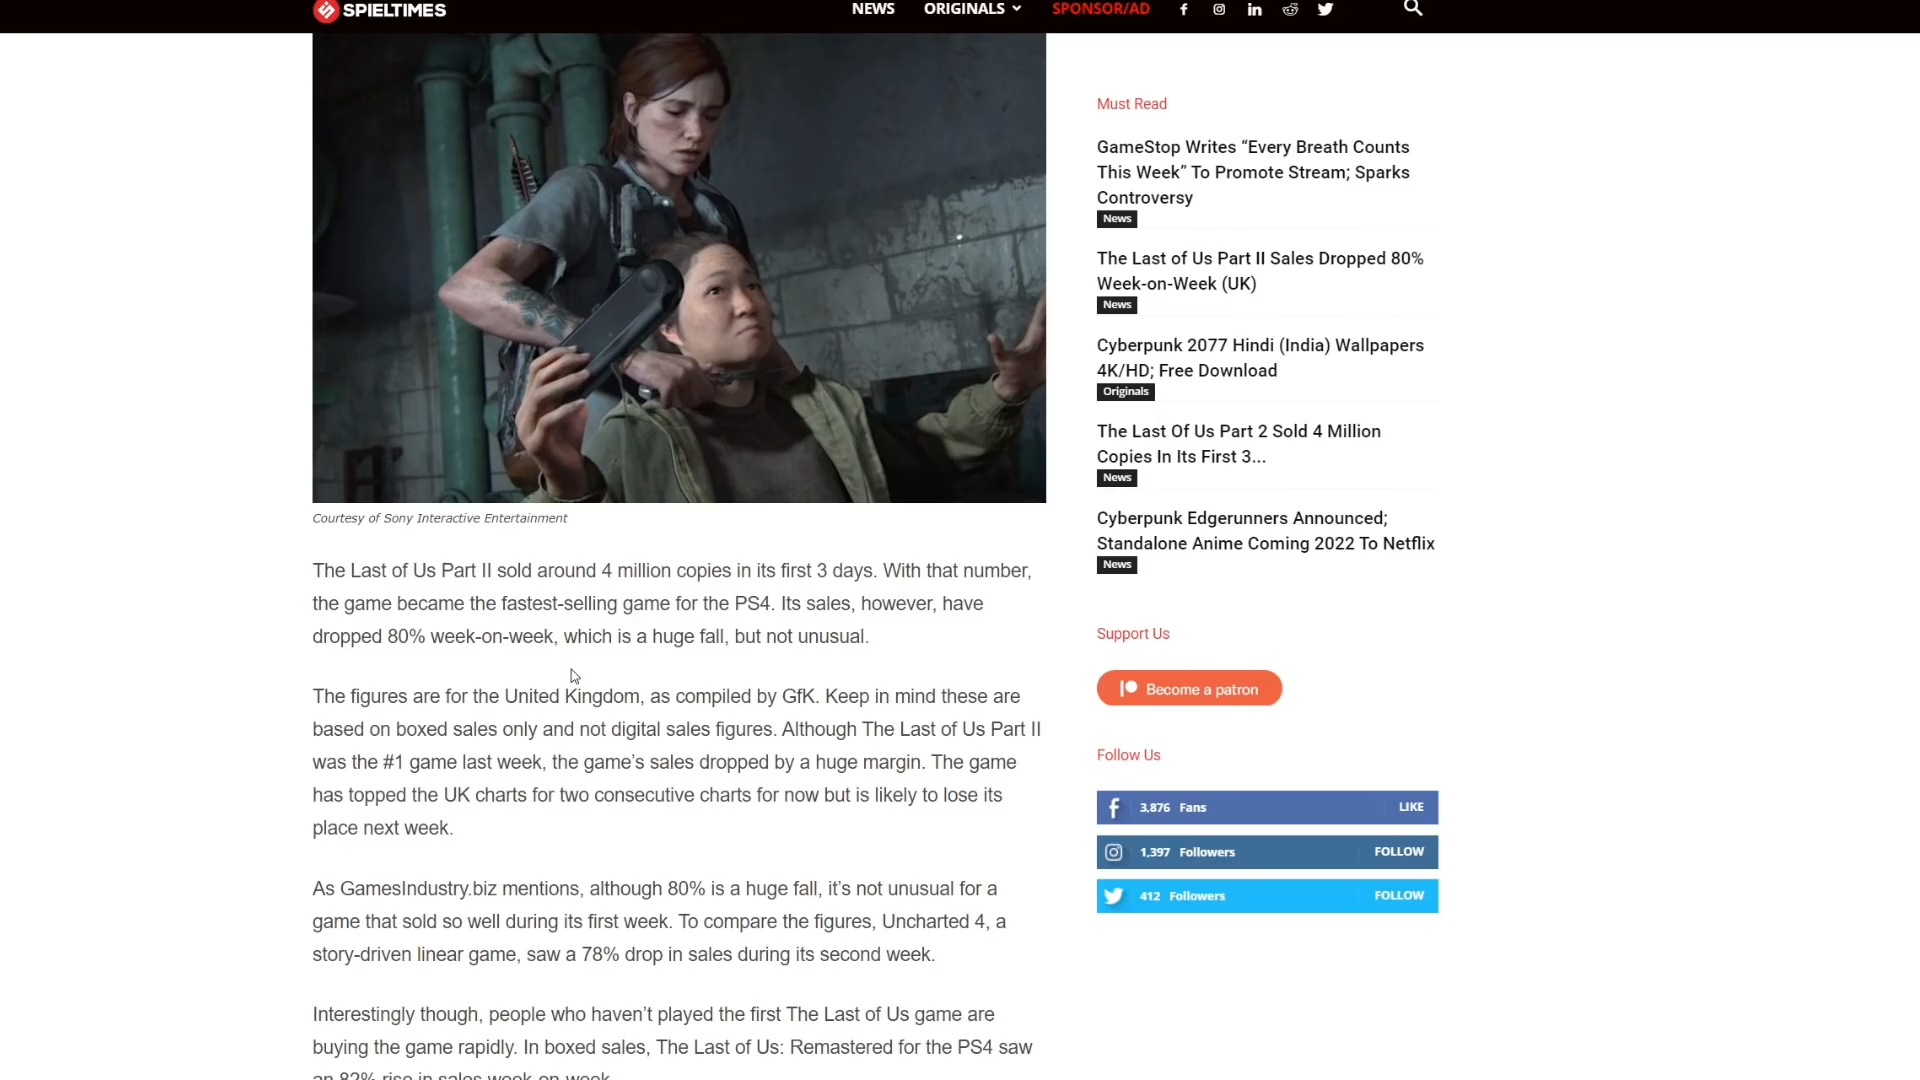 SPIELTIMES
NEWS ORIGINALS SPONSOR/AD
Courtesy of Sony Interactive Entertainment
The Last of Us Part II sold around 4 million copies in its first 3 days. With that number,
the game became the fastest-selling game for the PS4. Its sales, however, have
dropped 80% week-on-week, which is a huge fall, but not unusual.
The figures are for the United Kingdom, as compiled by GfK. Keep in mind these are
based on boxed sales only and not digital sales figures. Although The Last of Us Part II
was the #1 game last week, the game’s sales dropped by a huge margin. The game
has topped the UK charts for two consecutive charts for now but is likely to lose its
place next week.
As GamesIndustry.biz mentions, although 80% is a huge fall, it’s not unusual for a
game that sold so well during its first week. To compare the figures, Uncharted 4, a
story-driven linear game, saw a 78% drop in sales during its second week.
Interestingly though, people who haven’t played the first The Last of Us game are
buying the game rapidly. In boxed sales, The Last of Us: Remastered for the PS4 saw
an 82% rise in sales week-on-week.
Must Read
GameStop Writes “Every Breath Counts
This Week” To Promote Stream; Sparks
Controversy
News
The Last of Us Part II Sales Dropped 80%
Week-on-Week (UK)
News
Cyberpunk 2077 Hindi (India) Wallpapers
4K/HD; Free Download
Originals
The Last Of Us Part 2 Sold 4 Million
Copies In Its First 3...
News
Cyberpunk Edgerunners Announced;
Standalone Anime Coming 2022 To Netflix
News
Support Us
Become a patron
Follow Us
3,876 Fans LIKE
1,397 Followers FOLLOW
412 Followers FOLLOW